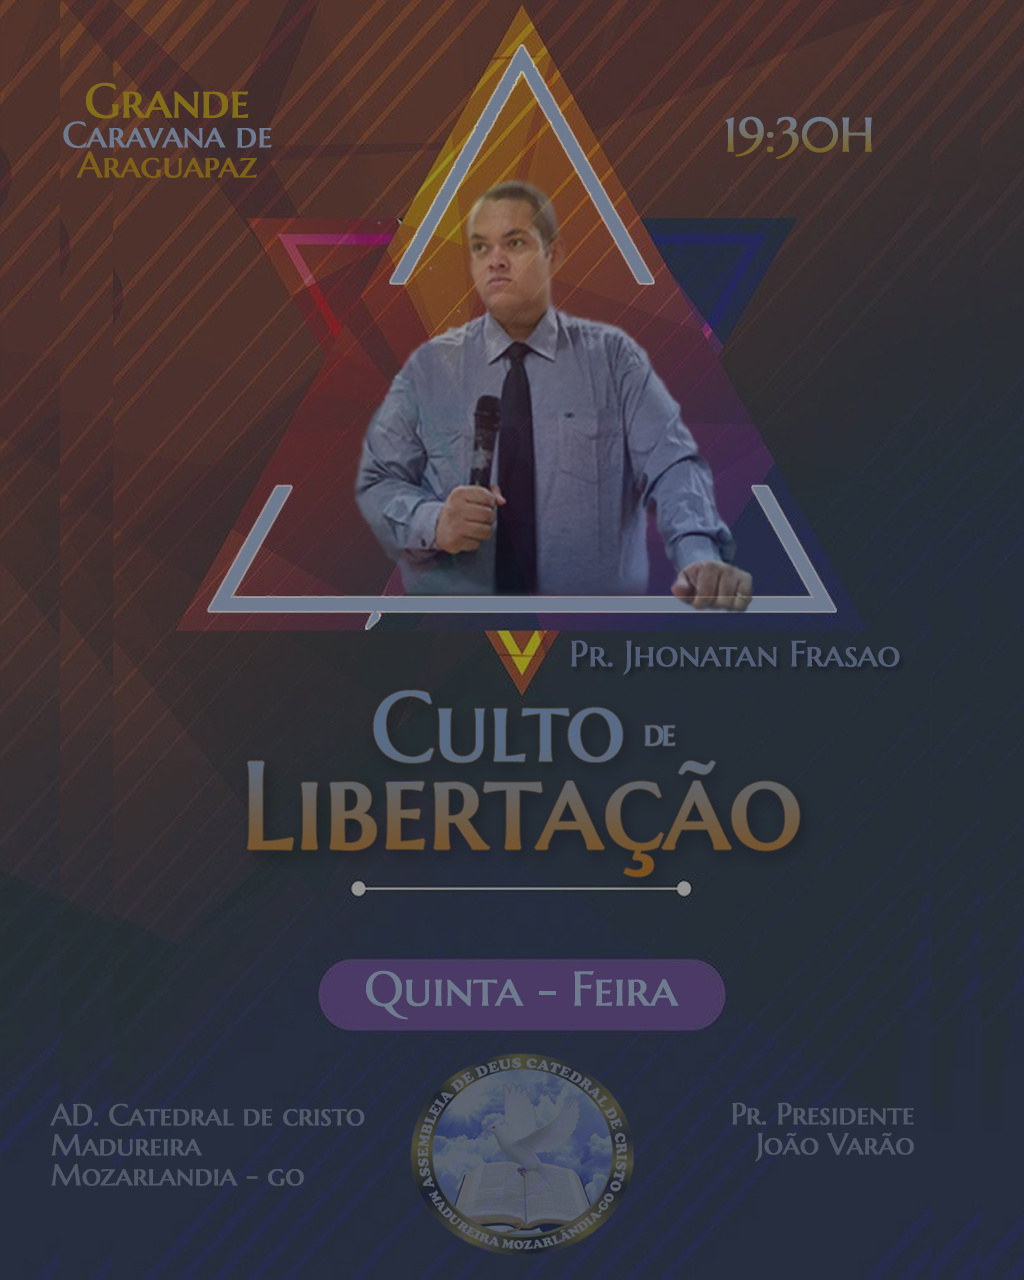 Grande
Caravana de
Araguapaz
19:30H
Pr. Jhonatan Frasao
Culto de
Libertação
Quinta - Feira
AD. Catedral de cristo
Madureira
Mozarlandia - go
ASSEMBLEIA DE DEUS CATEDRAL DE CRISTO
MADUREIRA MOZARLÂNDIA-GO
Pr. Presidente
João Varão